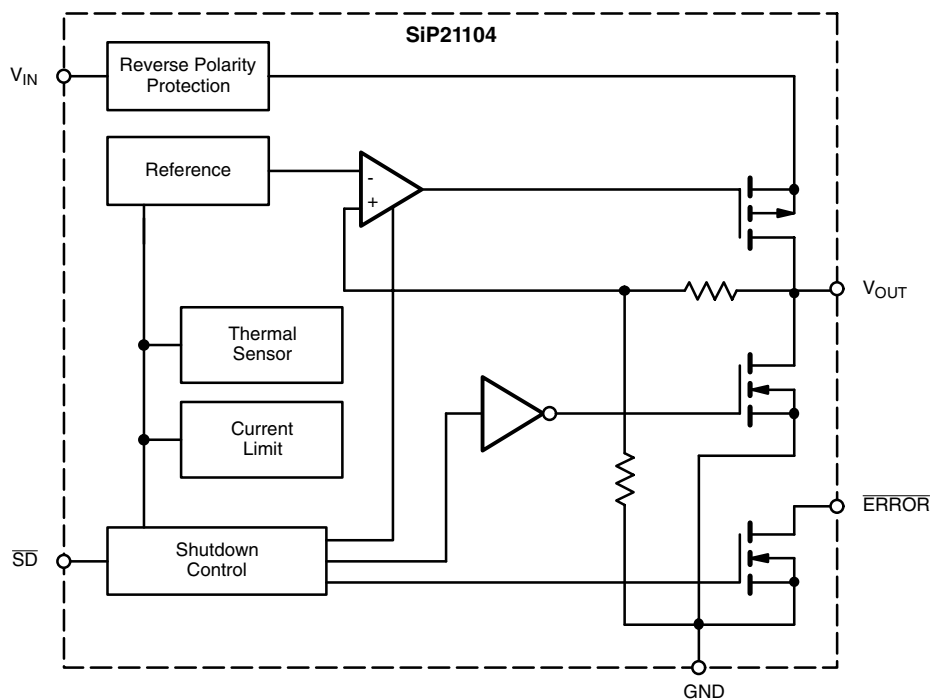 SiP21104
VIN
Reverse Polarity
Protection
Reference
-
+
VOUT
Thermal
Sensor
Current
Limit
ERROR
SD
Shutdown
Control
GND